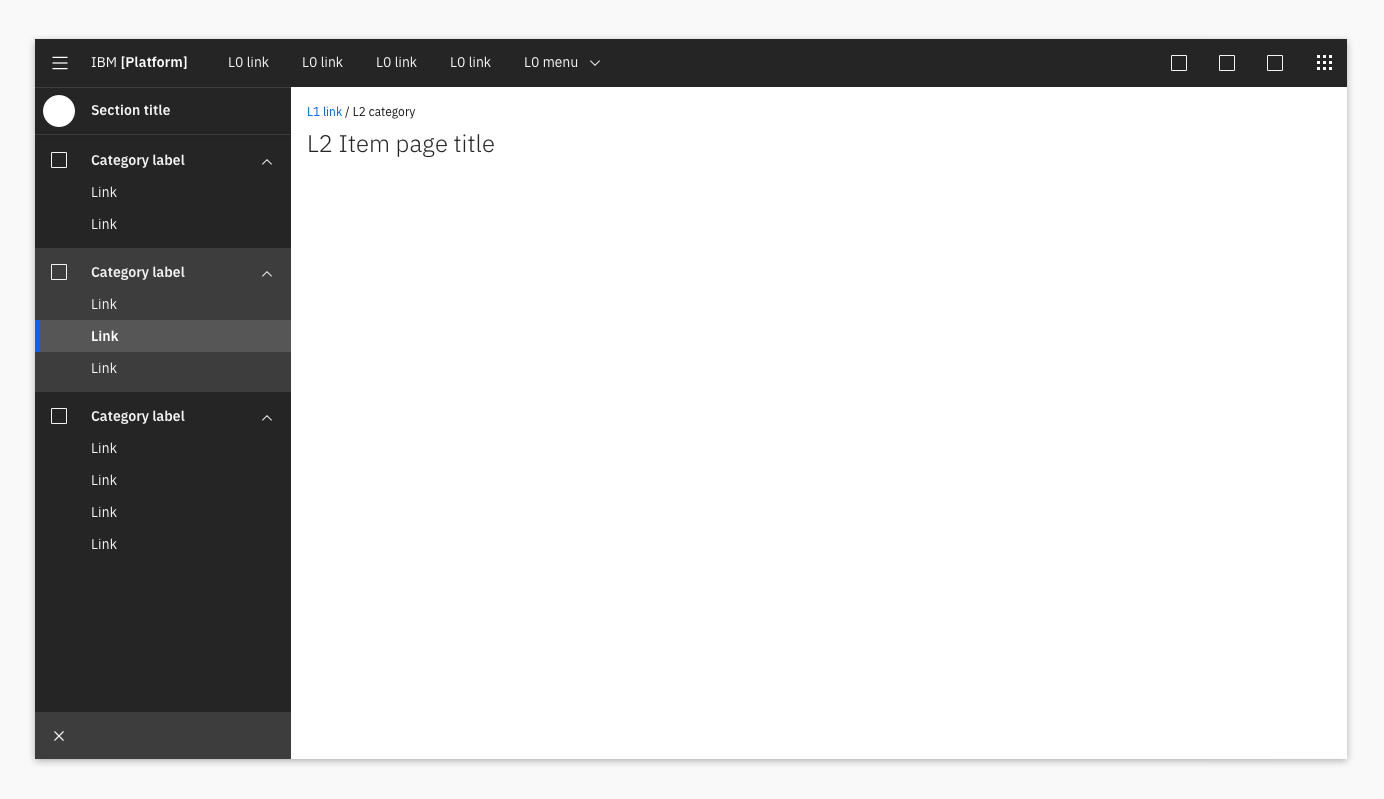 IBM [Platform] L0 link L0 link L0 link L0 link L0 menu
Section title
Category label
Link
Link
Category label
Link
Link
Link
Category label
Link
Link
Link
Link
L1 link / L2 category
L2 Item page title